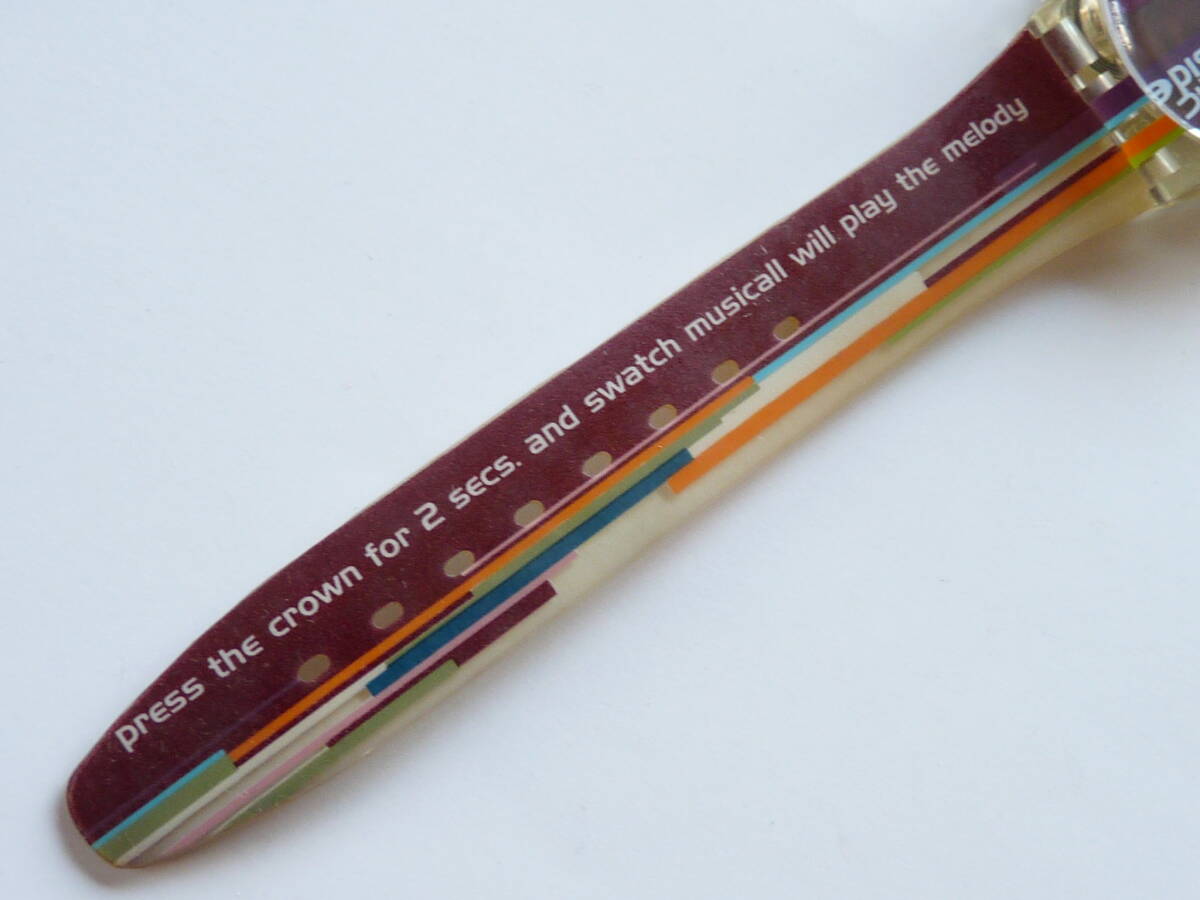 press the crown for 2 secs. and swatch musicall will play the melody